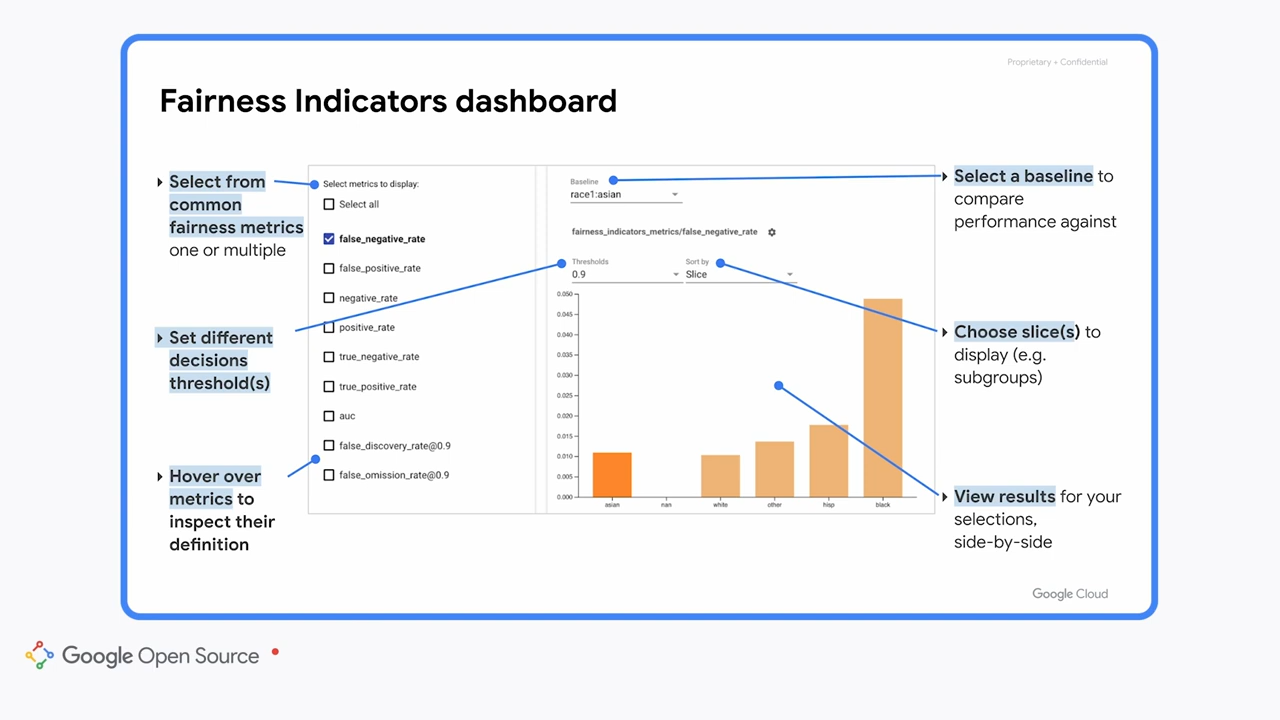 Proprietary + Confidential
Fairness Indicators dashboard
Select from
common
fairness metrics
one or multiple
Set different
decisions
threshold(s)
Hover over
metrics to
inspect their
definition
Select metrics to display:
Select all
false_negative_rate
false_positive_rate
negative_rate
positive_rate
true_negative_rate
true_positive_rate
auc
false_discovery_rate@0.9
false_omission_rate@0.9
Baseline
race1:asian
fairness_indicators_metrics/false_negative_rate
Thresholds
0.9
Sort by
Slice
0.050
0.045
0.040
0.035
0.030
0.025
0.020
0.015
0.010
0.005
0.000
asian nan white other hisp black
Select a baseline to
compare
performance against
Choose slice(s) to
display (e.g.
subgroups)
View results for your
selections,
side-by-side
Google Cloud
Google Open Source